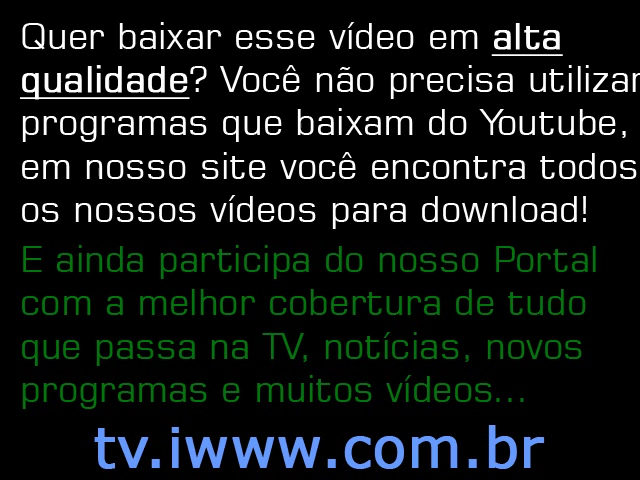 Quer baixar esse vídeo em alta
qualidade? Você não precisa utilizar
programas que baixam do Youtube,
em nosso site você encontra todos
os nossos vídeos para download!
E ainda participa do nosso Portal
com a melhor cobertura de tudo
que passa na TV, notícias, novos
programas e muitos vídeos...
tv.iwww.com.br